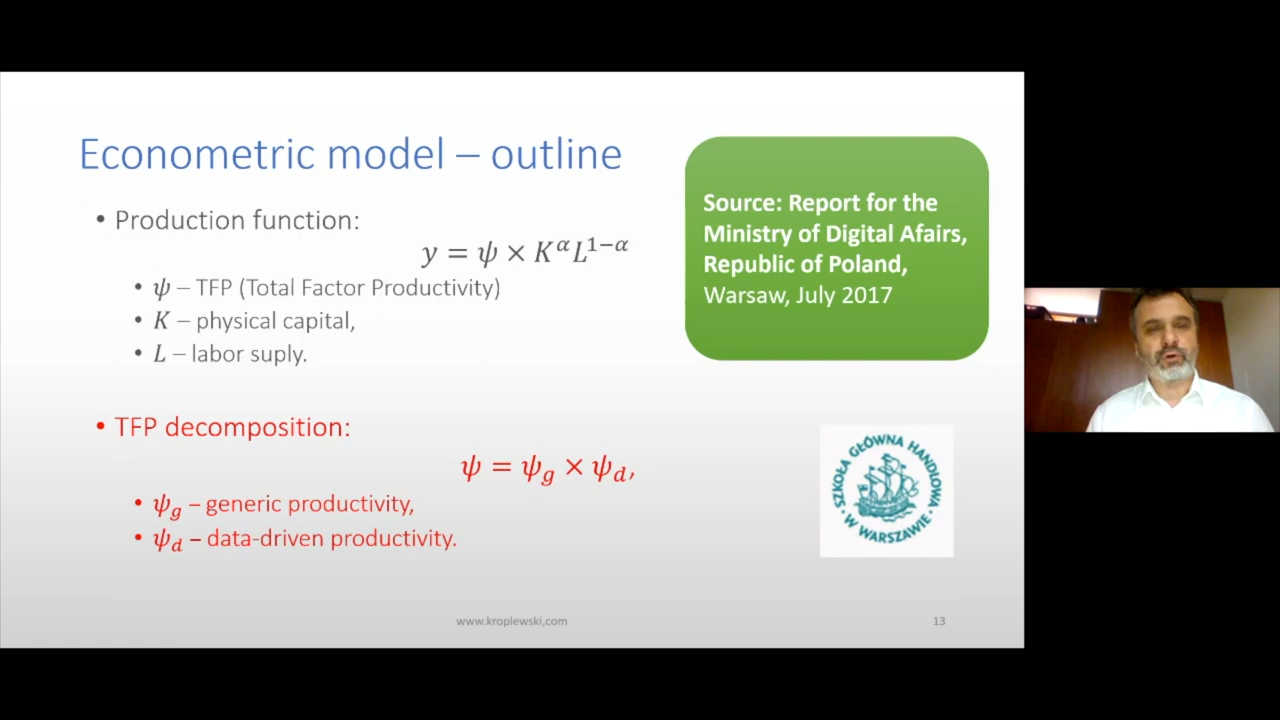 Econometric model – outline
• Production function:
y = ψ × K^α L^{1−α}
• ψ – TFP (Total Factor Productivity)
• K – physical capital,
• L – labor suply.
• TFP decomposition:
ψ = ψ_g × ψ_d,
• ψ_g – generic productivity,
• ψ_d – data-driven productivity.
Source: Report for the
Ministry of Digital Afairs,
Republic of Poland,
Warsaw, July 2017
SZKOŁA GŁÓWNA HANDLOWA
• W WARSZAWIE •
www.kroplewski,com
13